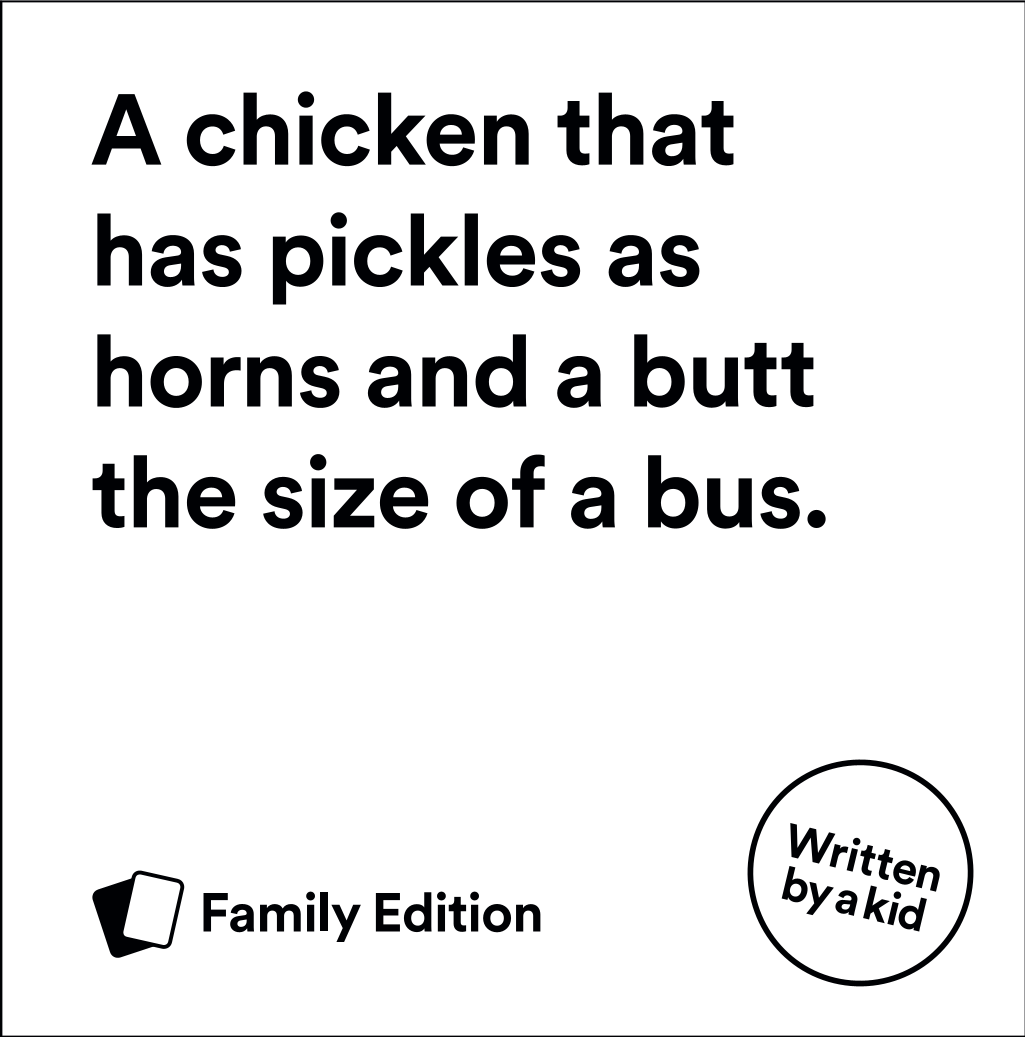 A chicken that
has pickles as
horns and a butt
the size of a bus.
Family Edition
Written
by a kid